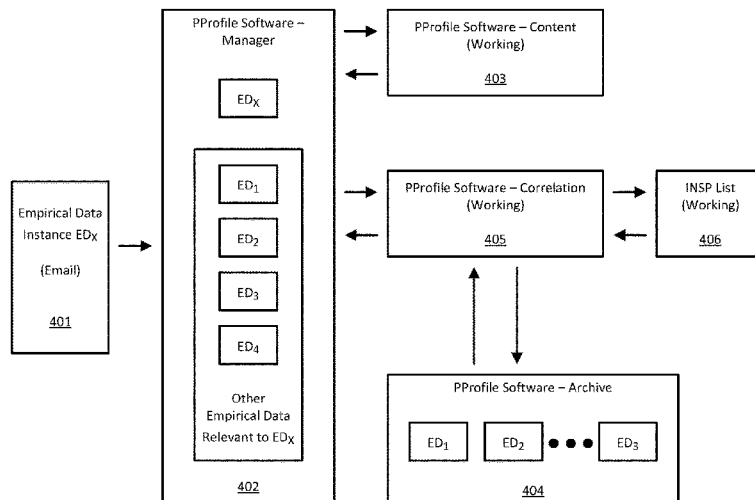 Empirical Data
Instance EDX
(Email)
401
PProfile Software –
Manager
EDX
ED1
ED2
ED3
ED4
Other
Empirical Data
Relevant to EDX
402
PProfile Software – Content
(Working)
403
PProfile Software – Correlation
(Working)
405
INSP List
(Working)
406
PProfile Software – Archive
ED1
ED2
ED3
404